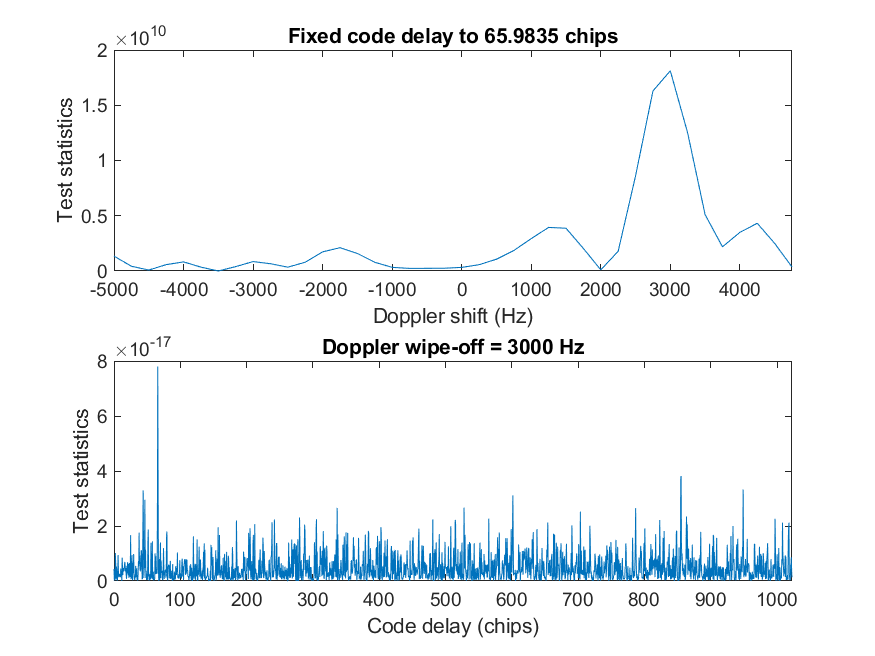 Fixed code delay to 65.9835 chips
×10^10
2
1.5
1
0.5
0
Test statistics
-5000 -4000 -3000 -2000 -1000 0 1000 2000 3000 4000
Doppler shift (Hz)
Doppler wipe-off = 3000 Hz
×10^-17
8
6
4
2
0
Test statistics
0 100 200 300 400 500 600 700 800 900 1000
Code delay (chips)